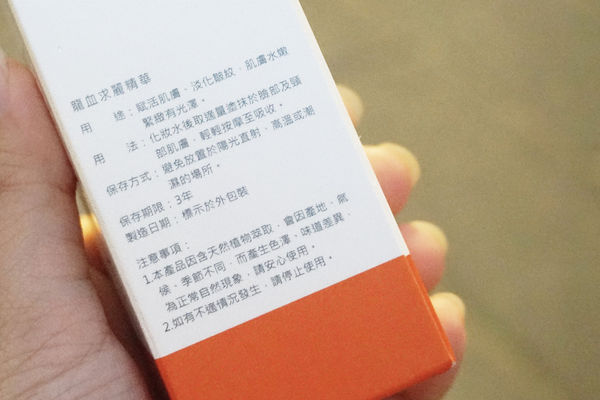 龍血求麗精華
用　　途：賦活肌膚、淡化皺紋、肌膚水嫩
緊緻有光澤。
用　　法：化妝水後取適量塗抹於臉部及頸
部肌膚，輕輕按摩至吸收。
保存方式：避免放置於陽光直射，高溫或潮
濕的場所。
保存期限：3年
製造日期：標示於外包裝
注意事項：
1.本產品因含天然植物萃取，會因產地，氣
候，季節不同，而產生色澤、味道差異，
為正常自然現象，請安心使用。
2.如有不適情況發生，請停止使用。